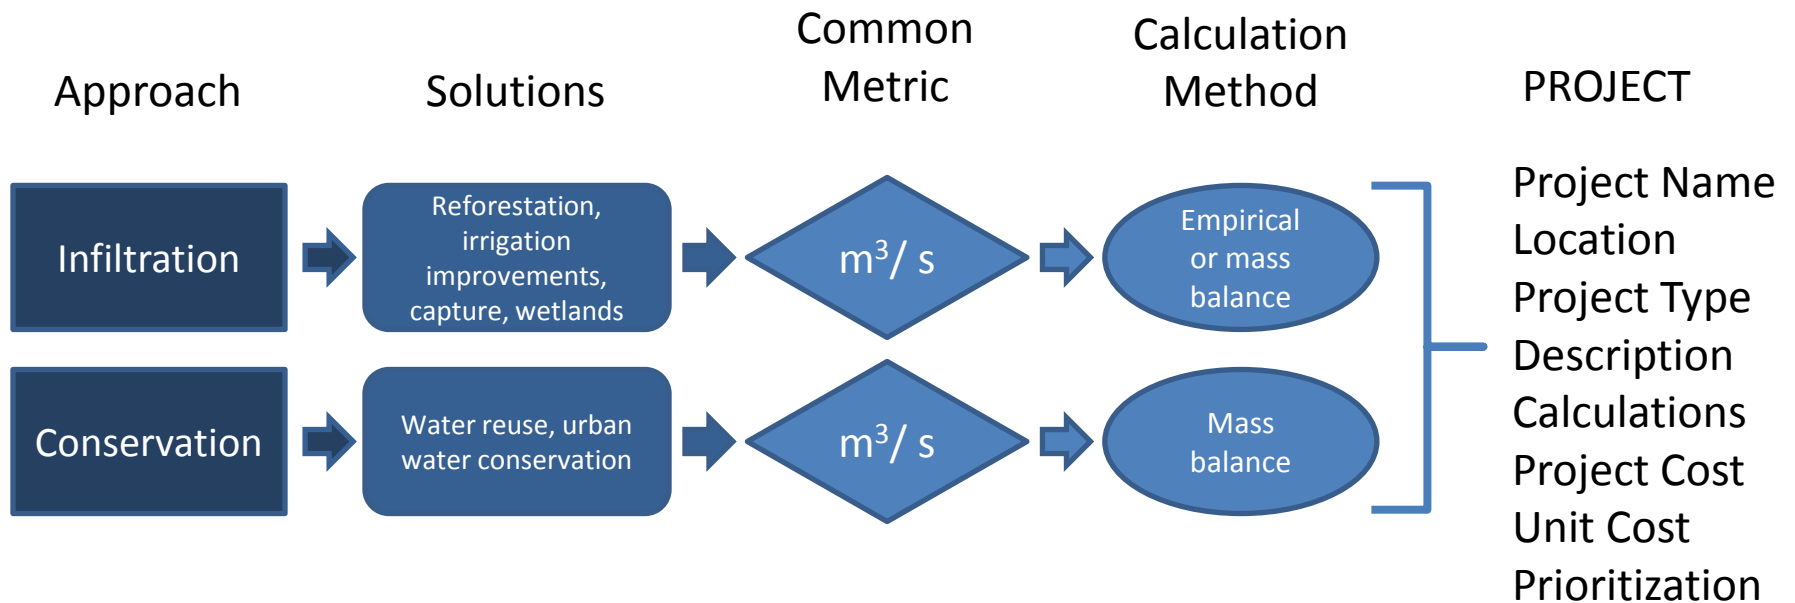 Approach
Solutions
Common
Metric
Calculation
Method
PROJECT
Infiltration
Reforestation,
irrigation
improvements,
capture, wetlands
m³/ s
Empirical
or mass
balance
Conservation
Water reuse, urban
water conservation
m³/ s
Mass
balance
Project Name
Location
Project Type
Description
Calculations
Project Cost
Unit Cost
Prioritization